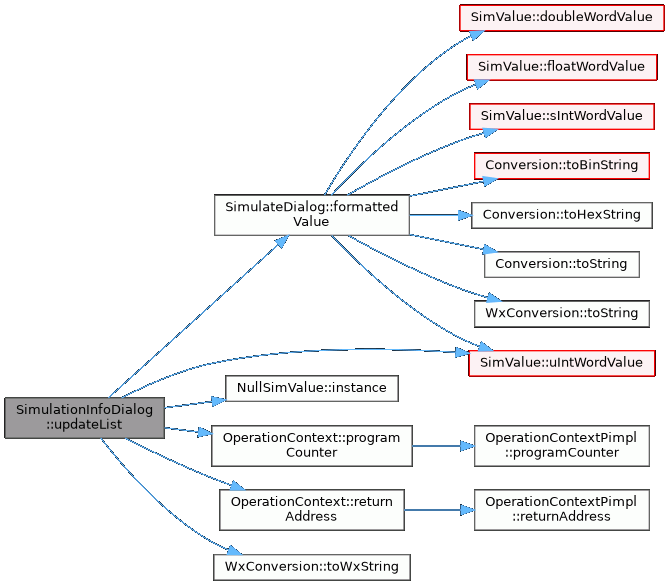 SimValue::doubleWordValue
SimValue::floatWordValue
SimValue::sIntWordValue
Conversion::toBinString
SimulateDialog::formatted
Value
Conversion::toHexString
Conversion::toString
WxConversion::toString
SimValue::uIntWordValue
NullSimValue::instance
SimulationInfoDialog
::updateList
OperationContext::program
Counter
OperationContextPimpl
::programCounter
OperationContext::return
Address
OperationContextPimpl
::returnAddress
WxConversion::toWxString